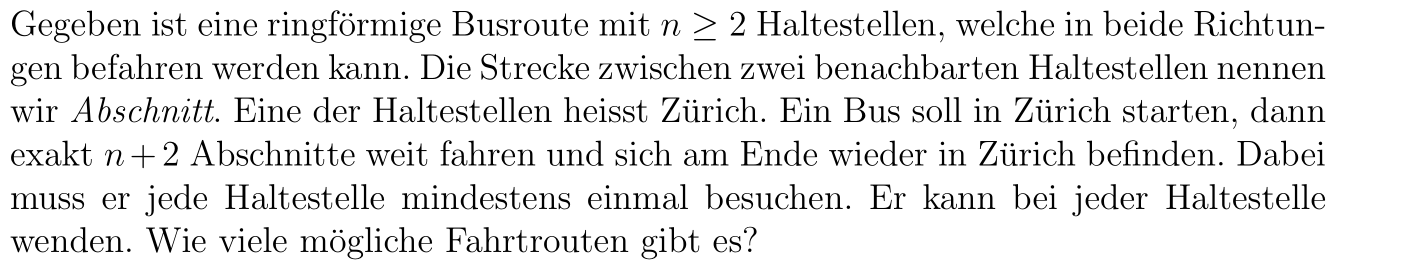 Gegeben ist eine ringförmige Busroute mit n ≥ 2 Haltestellen, welche in beide Richtun-
gen befahren werden kann. Die Strecke zwischen zwei benachbarten Haltestellen nennen
wir Abschnitt. Eine der Haltestellen heisst Zürich. Ein Bus soll in Zürich starten, dann
exakt n + 2 Abschnitte weit fahren und sich am Ende wieder in Zürich befinden. Dabei
muss er jede Haltestelle mindestens einmal besuchen. Er kann bei jeder Haltestelle
wenden. Wie viele mögliche Fahrtrouten gibt es?